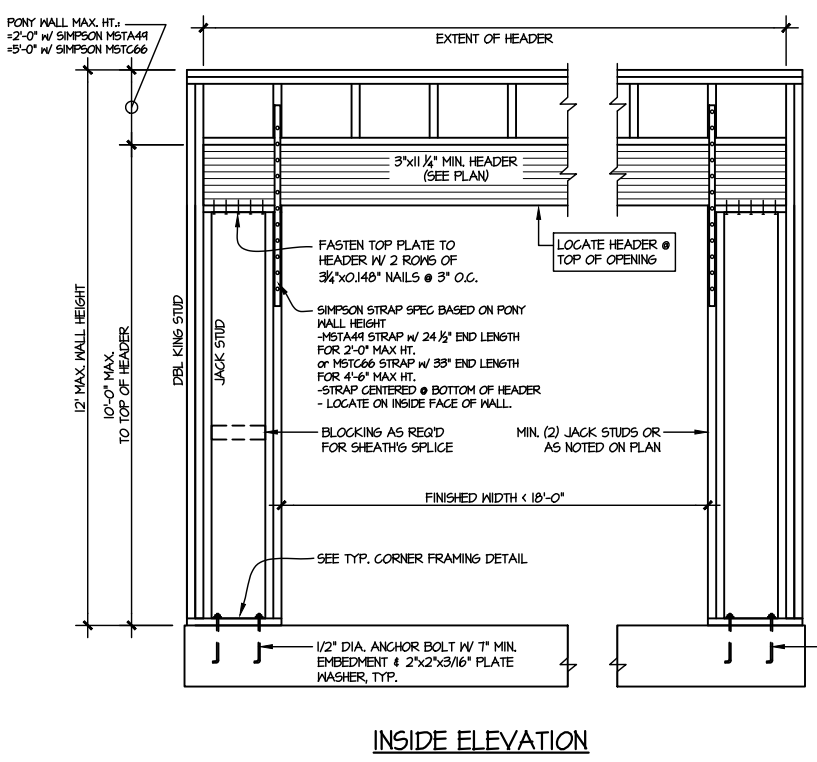 PONY WALL MAX. HT.:
=2'-0" W/ SIMPSON MSTA49
=5'-0" W/ SIMPSON MSTC66
EXTENT OF HEADER
3"x11 1/4" MIN. HEADER
(SEE PLAN)
FASTEN TOP PLATE TO
HEADER W/ 2 ROWS OF
3 1/4"x0.148" NAILS @ 3" O.C.
LOCATE HEADER @
TOP OF OPENING
SIMPSON STRAP SPEC BASED ON PONY
WALL HEIGHT
-MSTA49 STRAP w/ 24 1/2" END LENGTH
FOR 2'-0" MAX HT.
or MSTC66 STRAP w/ 33" END LENGTH
FOR 4'-6" MAX HT.
-STRAP CENTERED @ BOTTOM OF HEADER
- LOCATE ON INSIDE FACE OF WALL.
12' MAX. WALL HEIGHT
10'-0" MAX.
TO TOP OF HEADER
DBL KING STUD
JACK STUD
BLOCKING AS REQ'D
FOR SHEATH'G SPLICE
MIN. (2) JACK STUDS OR
AS NOTED ON PLAN
FINISHED WIDTH < 18'-0"
SEE TYP. CORNER FRAMING DETAIL
1/2" DIA. ANCHOR BOLT W/ 7" MIN.
EMBEDMENT & 2"x2"x3/16" PLATE
WASHER, TYP.
INSIDE ELEVATION